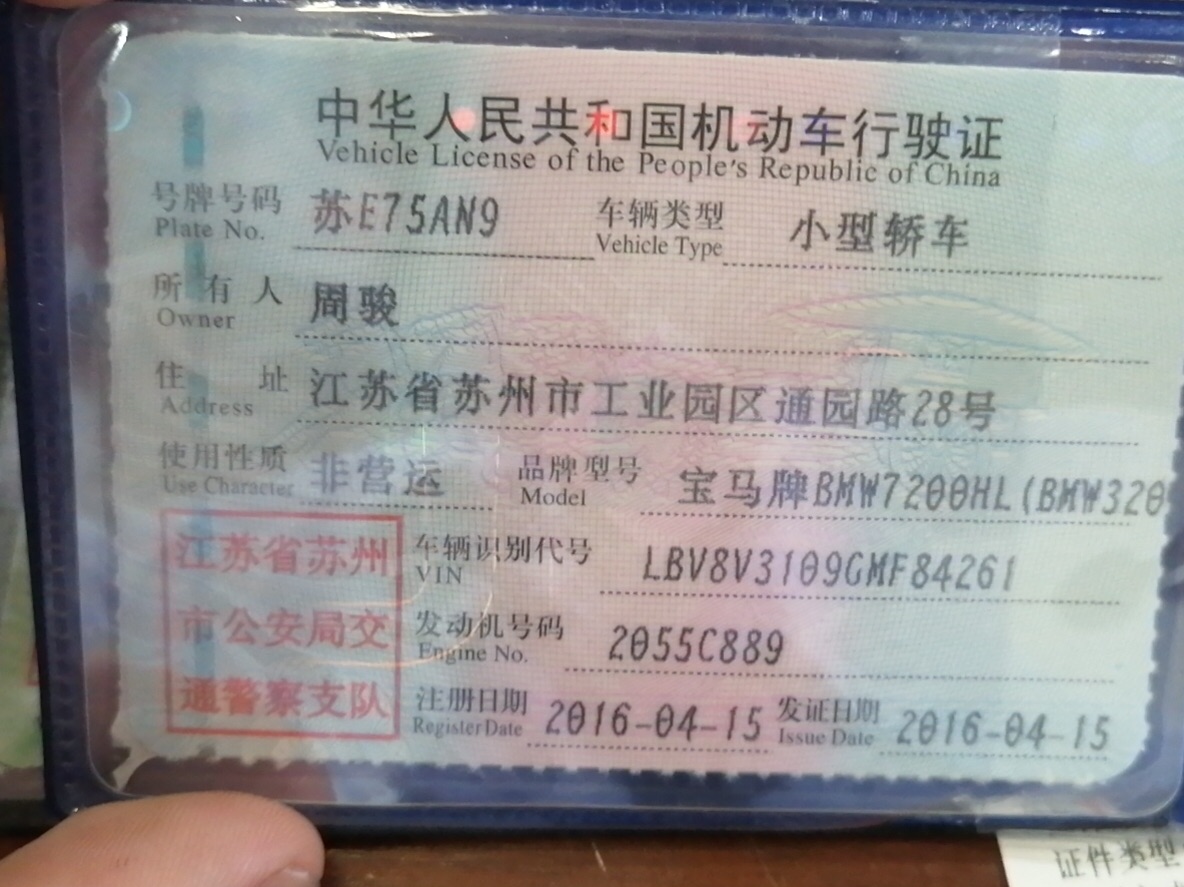 中华人民共和国机动车行驶证
Vehicle License of the People's Republic of China
号牌号码 苏E75AN9 车辆类型 小型轿车
Plate No. Vehicle Type
所有人 周骏
Owner
住址 江苏省苏州市工业园区通园路28号
Address
使用性质 非营运 品牌型号 宝马牌BMW7200HL(BMW320
Use Character Model
江苏省苏州 车辆识别代号 LBV8V3109GMF84261
VIN
市公安局交 发动机号码 2055C889
Engine No.
通警察支队 注册日期 2016-04-15 发证日期 2016-04-15
Register Date Issue Date
证件类型